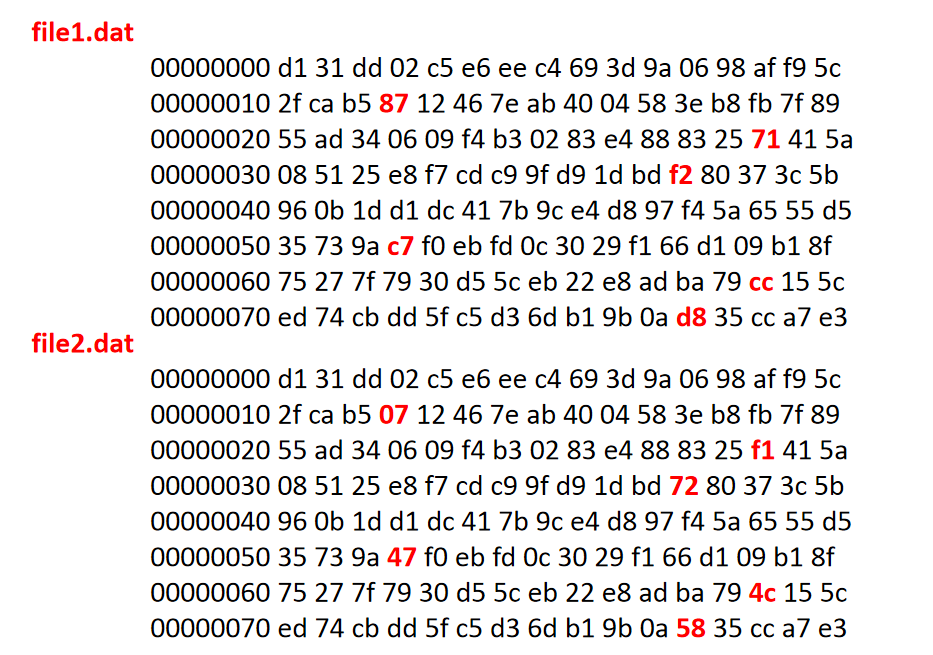 file1.dat
00000000 d1 31 dd 02 c5 e6 ee c4 69 3d 9a 06 98 af f9 5c
00000010 2f ca b5 87 12 46 7e ab 40 04 58 3e b8 fb 7f 89
00000020 55 ad 34 06 09 f4 b3 02 83 e4 88 83 25 71 41 5a
00000030 08 51 25 e8 f7 cd c9 9f d9 1d bd f2 80 37 3c 5b
00000040 96 0b 1d d1 dc 41 7b 9c e4 d8 97 f4 5a 65 55 d5
00000050 35 73 9a c7 f0 eb fd 0c 30 29 f1 66 d1 09 b1 8f
00000060 75 27 7f 79 30 d5 5c eb 22 e8 ad ba 79 cc 15 5c
00000070 ed 74 cb dd 5f c5 d3 6d b1 9b 0a d8 35 cc a7 e3
file2.dat
00000000 d1 31 dd 02 c5 e6 ee c4 69 3d 9a 06 98 af f9 5c
00000010 2f ca b5 07 12 46 7e ab 40 04 58 3e b8 fb 7f 89
00000020 55 ad 34 06 09 f4 b3 02 83 e4 88 83 25 f1 41 5a
00000030 08 51 25 e8 f7 cd c9 9f d9 1d bd 72 80 37 3c 5b
00000040 96 0b 1d d1 dc 41 7b 9c e4 d8 97 f4 5a 65 55 d5
00000050 35 73 9a 47 f0 eb fd 0c 30 29 f1 66 d1 09 b1 8f
00000060 75 27 7f 79 30 d5 5c eb 22 e8 ad ba 79 4c 15 5c
00000070 ed 74 cb dd 5f c5 d3 6d b1 9b 0a 58 35 cc a7 e3